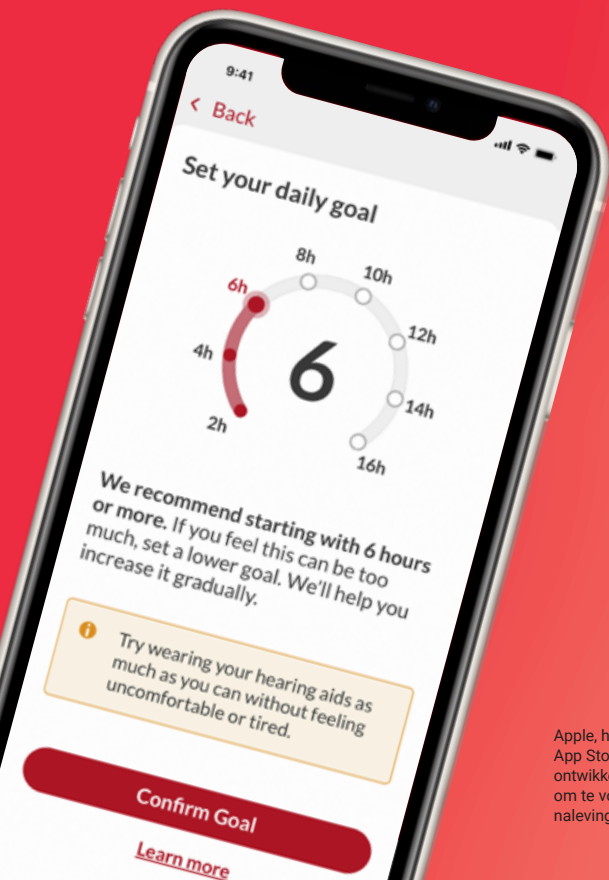 9:41
Back
Set your daily goal
8h
10h
6h
12h
4h
6
14h
2h
16h
We recommend starting with 6 hours
or more. If you feel this can be too
much, set a lower goal. We'll help you
increase it gradually.
Try wearing your hearing aids as
much as you can without feeling
uncomfortable or tired.
Confirm Goal
Learn more
Apple, h
App Sto
ontwikk
om te v
naleving